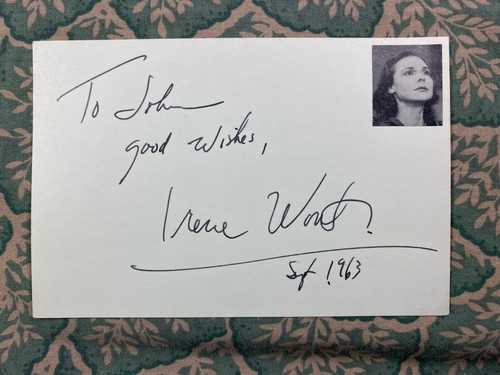 To John
good wishes,
Irene Worth
Sept 1963